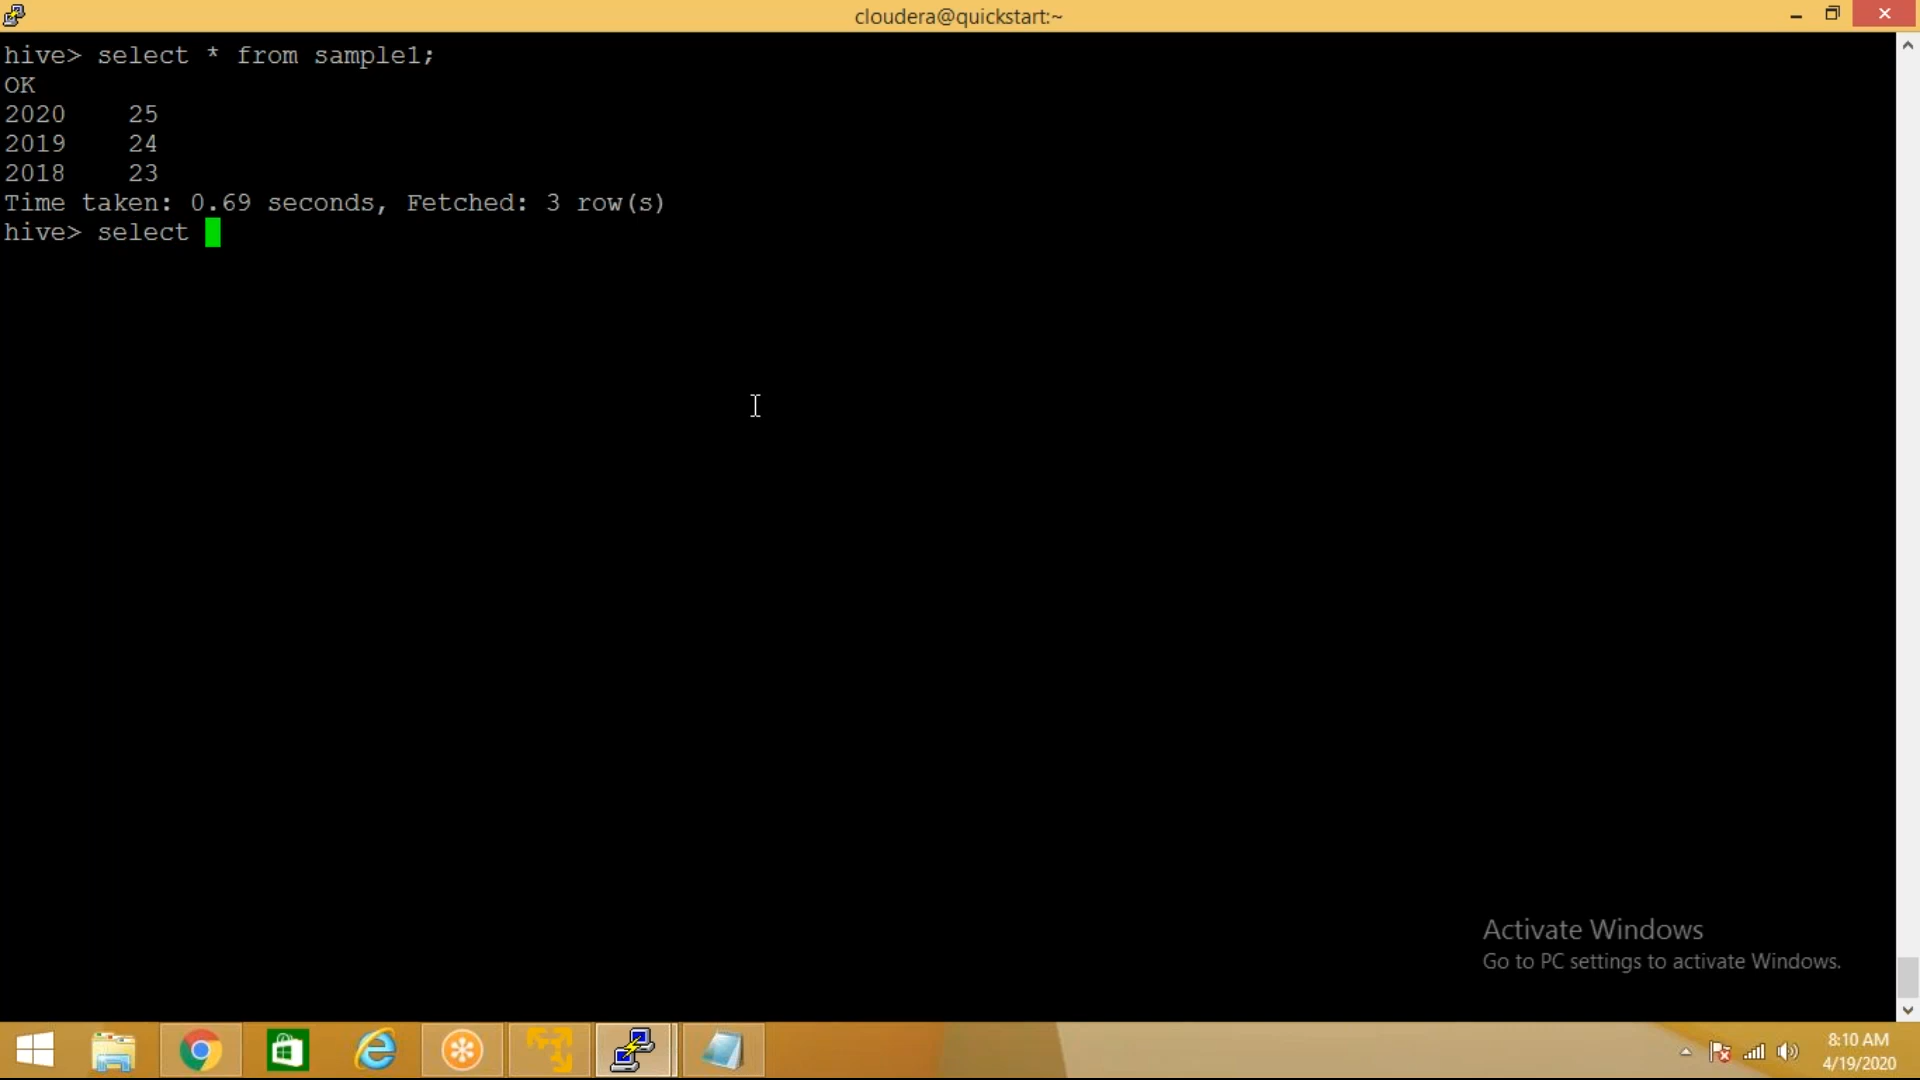 cloudera@quickstart:~
hive> select * from sample1;
OK
2020    25
2019    24
2018    23
Time taken: 0.69 seconds, Fetched: 3 row(s)
hive> select
Activate Windows
Go to PC settings to activate Windows.
8:10 AM
4/19/2020